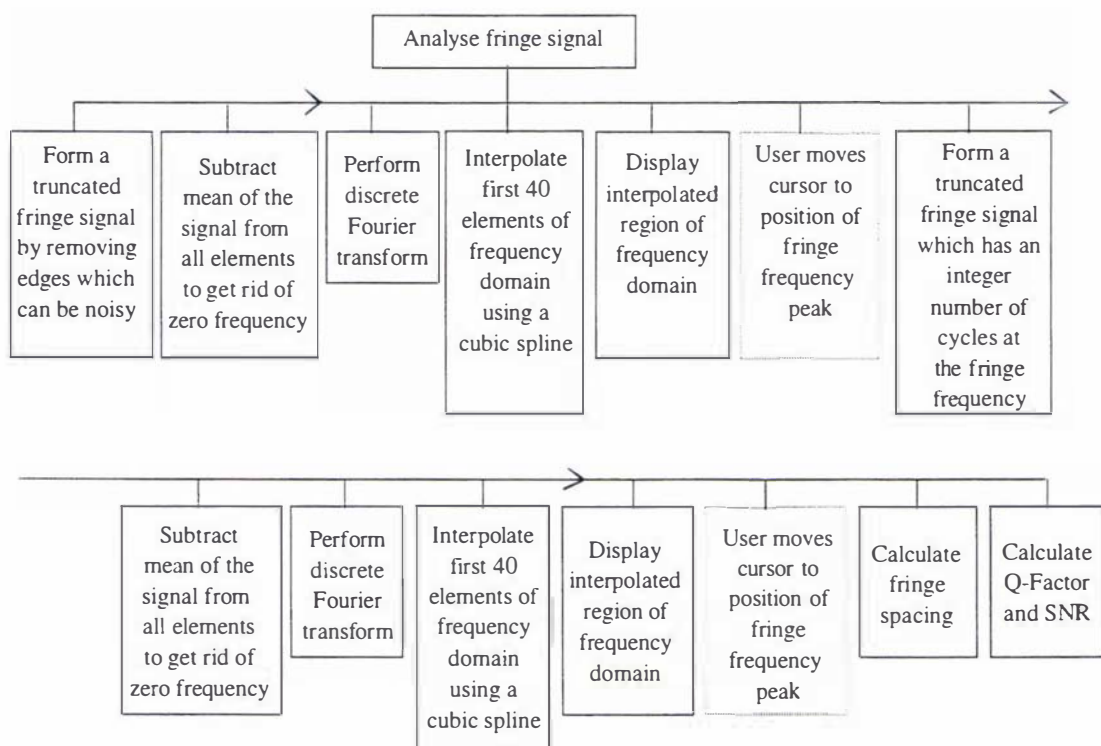 Analyse fringe signal
Form a
truncated
fringe signal
by removing
edges which
can be noisy
Subtract
mean of the
signal from
all elements
to get rid of
zero frequency
Perform
discrete
Fourier
transform
Interpolate
first 40
elements of
frequency
domain
using a
cubic spline
Display
interpolated
region of
frequency
domain
User moves
cursor to
position of
fringe
frequency
peak
Form a
truncated
fringe signal
which has an
integer
number of
cycles at
the fringe
frequency
Subtract
mean of the
signal from
all elements
to get rid of
zero frequency
Perform
discrete
Fourier
transform
Interpolate
first 40
elements of
frequency
domain
using a
cubic spline
Display
interpolated
region of
frequency
domain
User moves
cursor to
position of
fringe
frequency
peak
Calculate
fringe
spacing
Calculate
Q-Factor
and SNR